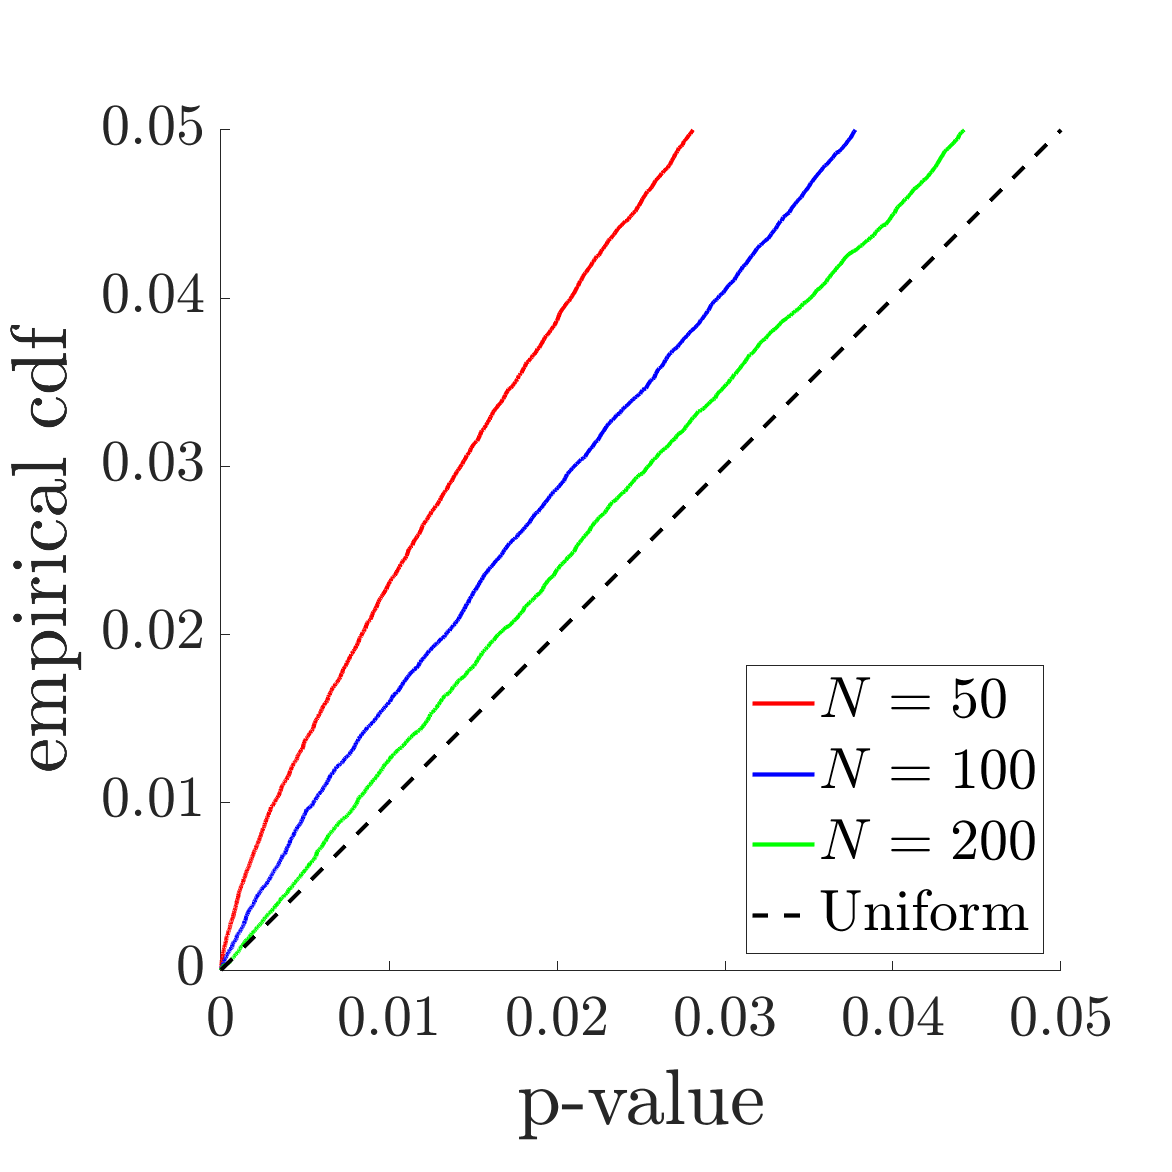 0.05
0.04
0.03
0.02
0.01
0
empirical cdf
N = 50
N = 100
N = 200
Uniform
0 0.01 0.02 0.03 0.04 0.05
p-value